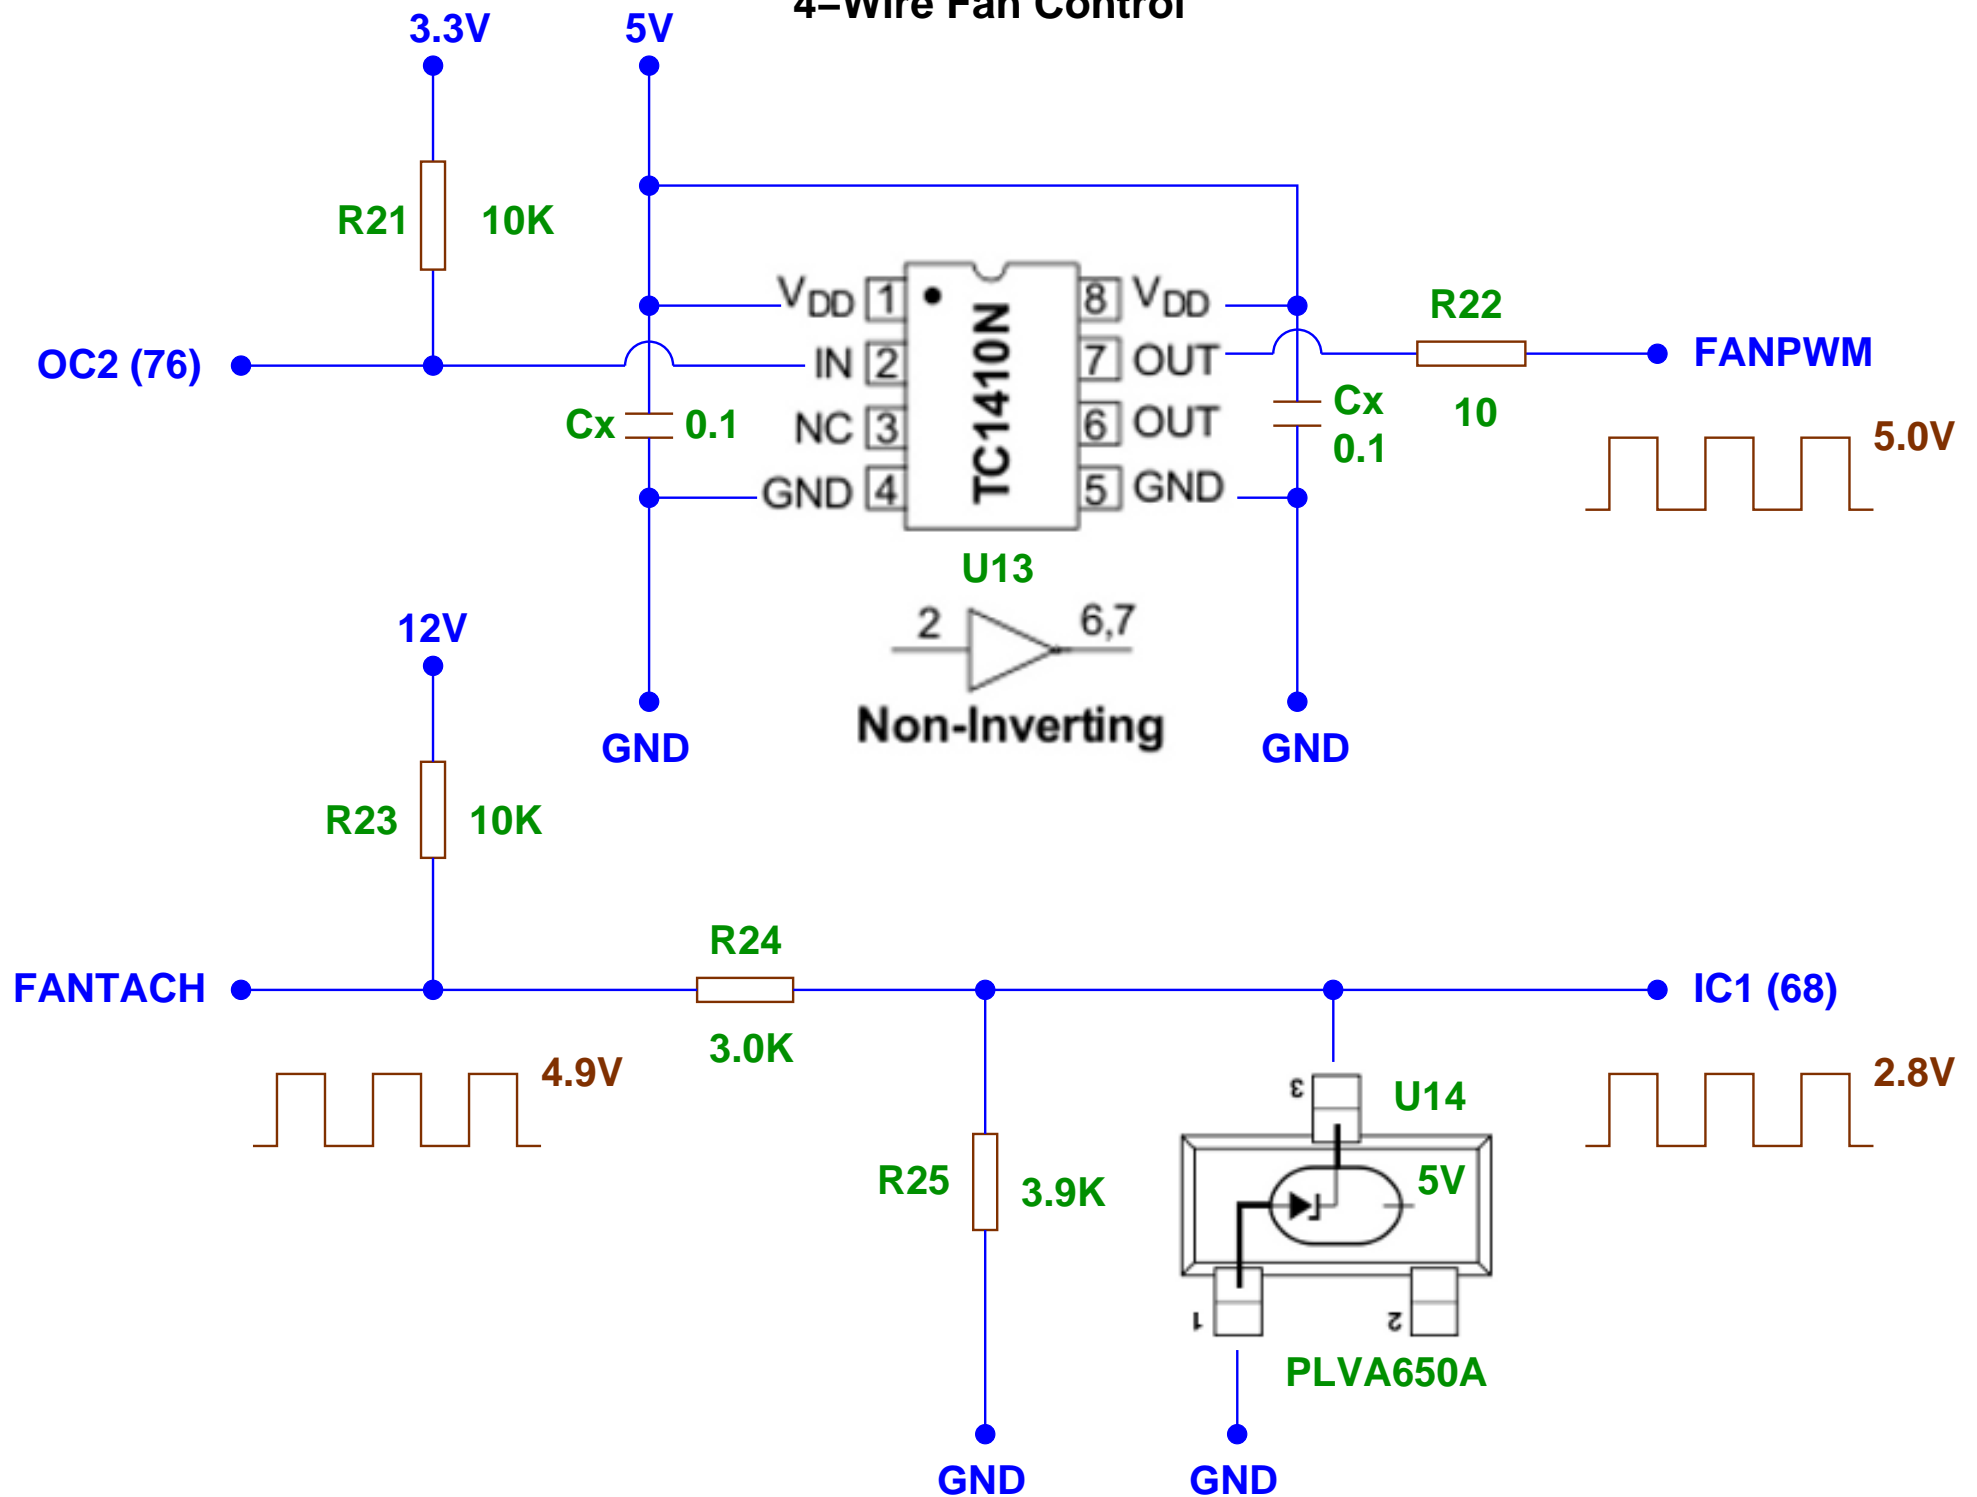 4–Wire Fan Control
3.3V
5V
R21
10K
OC2 (76)
VDD 1
IN 2
NC 3
GND 4
TC1410N
8 VDD
7 OUT
6 OUT
5 GND
Cx
0.1
Cx
0.1
R22
10
FANPWM
5.0V
U13
2
6,7
Non-Inverting
GND
GND
12V
R23
10K
FANTACH
4.9V
R24
3.0K
IC1 (68)
2.8V
R25
3.9K
3
U14
5V
1
2
PLVA650A
GND
GND